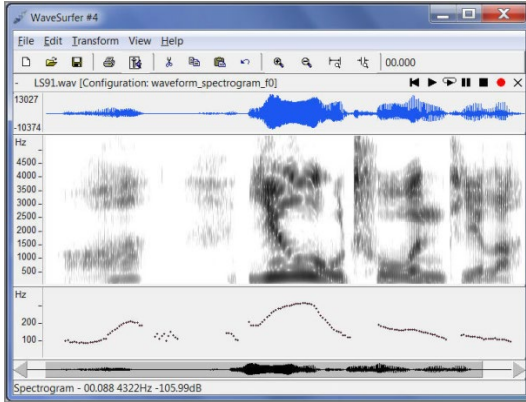 WaveSurfer #4
File Edit Transform View Help
00.000
- LS91.wav [Configuration: waveform_spectrogram_f0]
13027
-10374
Hz
4500
4000
3500
3000
2500
2000
1500
1000
500
Hz
200
100
Spectrogram - 00.088 4322Hz -105.99dB